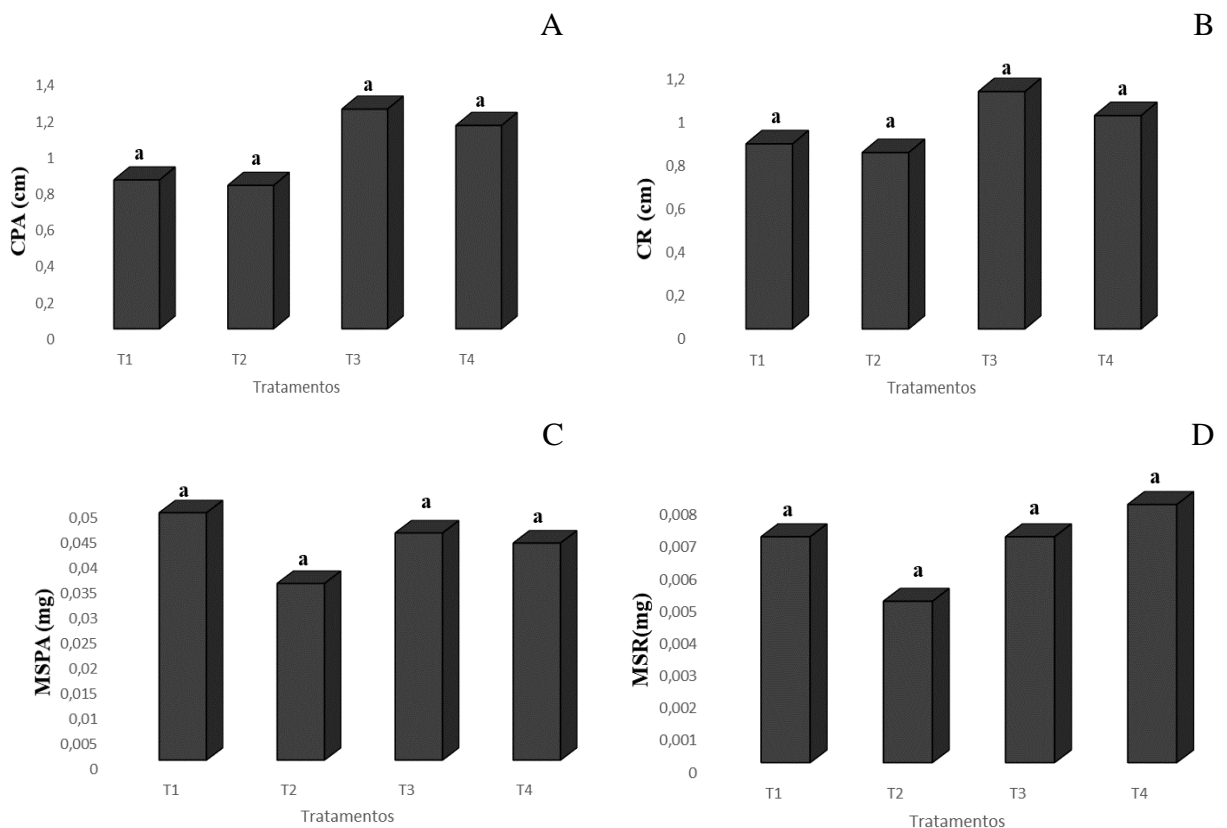 A
1,4
1,2
1
0,8
0,6
0,4
0,2
0
CPA (cm)
a
a
a
a
T1
T2
T3
T4
Tratamentos
B
1,2
1
0,8
0,6
0,4
0,2
0
CR (cm)
a
a
a
a
T1
T2
T3
T4
Tratamentos
C
0,05
0,045
0,04
0,035
0,03
0,025
0,02
0,015
0,01
0,005
0
MSPA (mg)
a
a
a
a
T1
T2
T3
T4
Tratamentos
D
0,008
0,007
0,006
0,005
0,004
0,003
0,002
0,001
0
MSR(mg)
a
a
a
a
T1
T2
T3
T4
Tratamentos